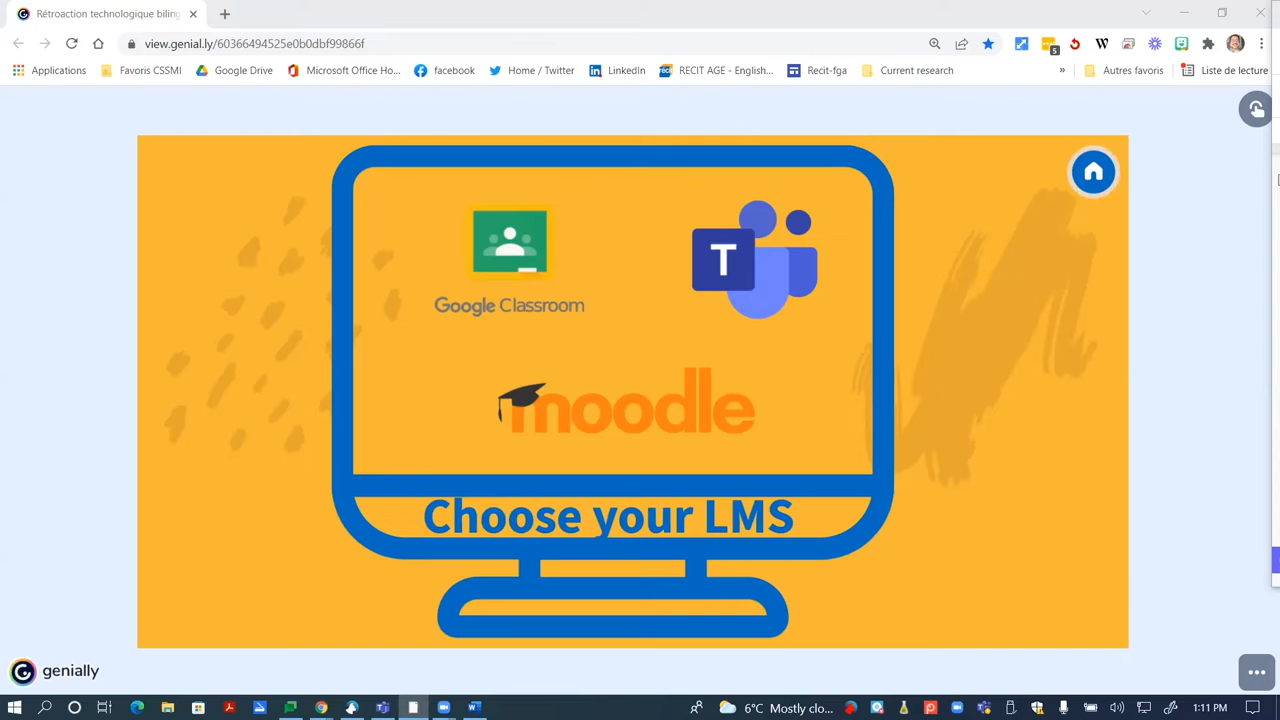 Rétroaction technologique biling
view.genial.ly/60366494525e0b0dbf99866f
5
W
Applications
Favoris CSSMI
Google Drive
Microsoft Office Ho...
facebook
Home / Twitter
LinkedIn
RECIT AGE - English...
Recit-fga
Current research
»
Autres favoris
Liste de lecture
Google Classroom
T
moodle
Choose your LMS
genially
6°C Mostly clo...
1:11 PM